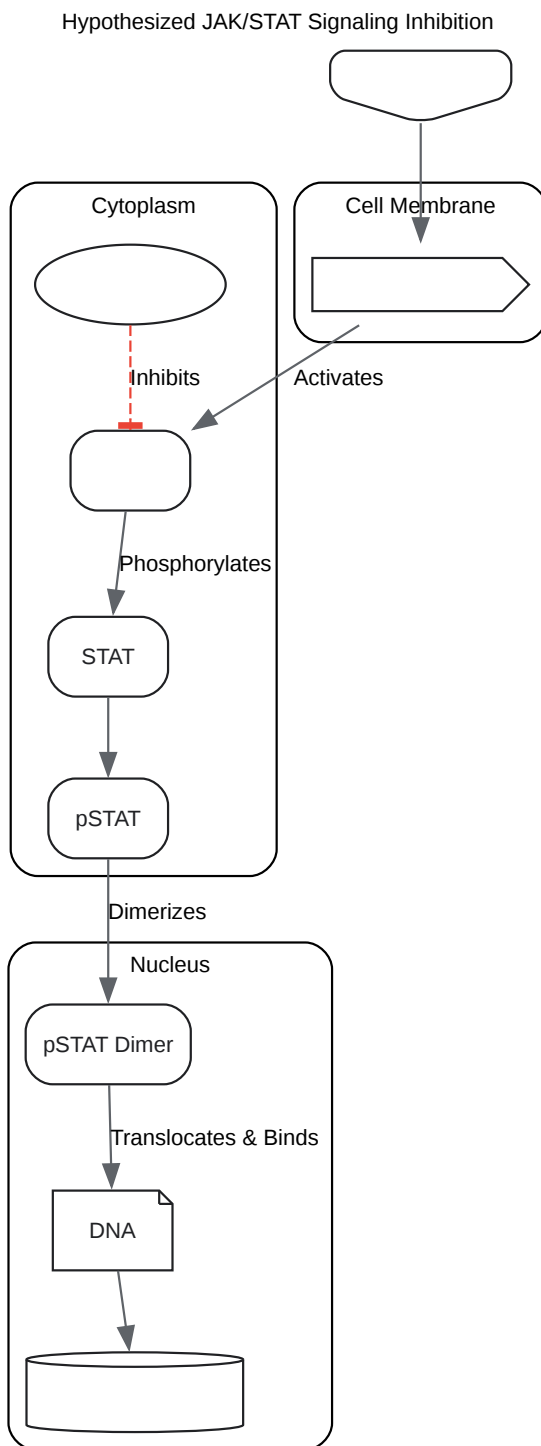 Hypothesized JAK/STAT Signaling Inhibition
Cytoplasm
Cell Membrane
Inhibits
Activates
Phosphorylates
STAT
pSTAT
Dimerizes
Nucleus
pSTAT Dimer
Translocates & Binds
DNA